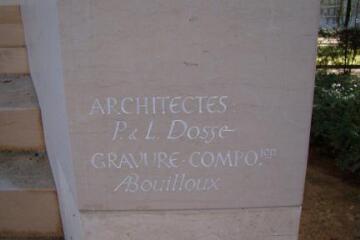 ARCHITECTES
P. & L. Dosse
GRAVURE-COMPO.ion
A Bouilloux